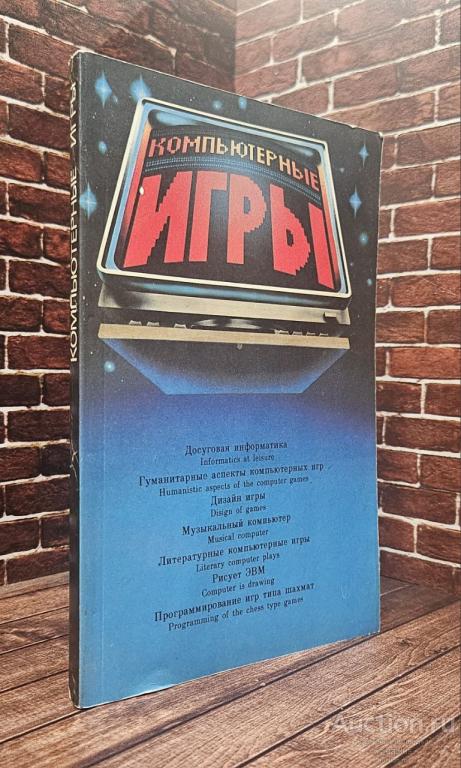 КОМПЬЮТЕРНЫЕ
ИГРЫ
КОМПЬЮТЕРНЫЕ ИГРЫ
Досуговая информатика
Informatics at leisure
Гуманитарные аспекты компьютерных игр
Humanistic aspects of the computer games
Дизайн игры
Disign of games
Музыкальный компьютер
Musical computer
Литературные компьютерные игры
Literary computer plays
Рисует ЭВМ
Computer is drawing
Программирование игр типа шахмат
Programming of the chess type games
Auction.ru